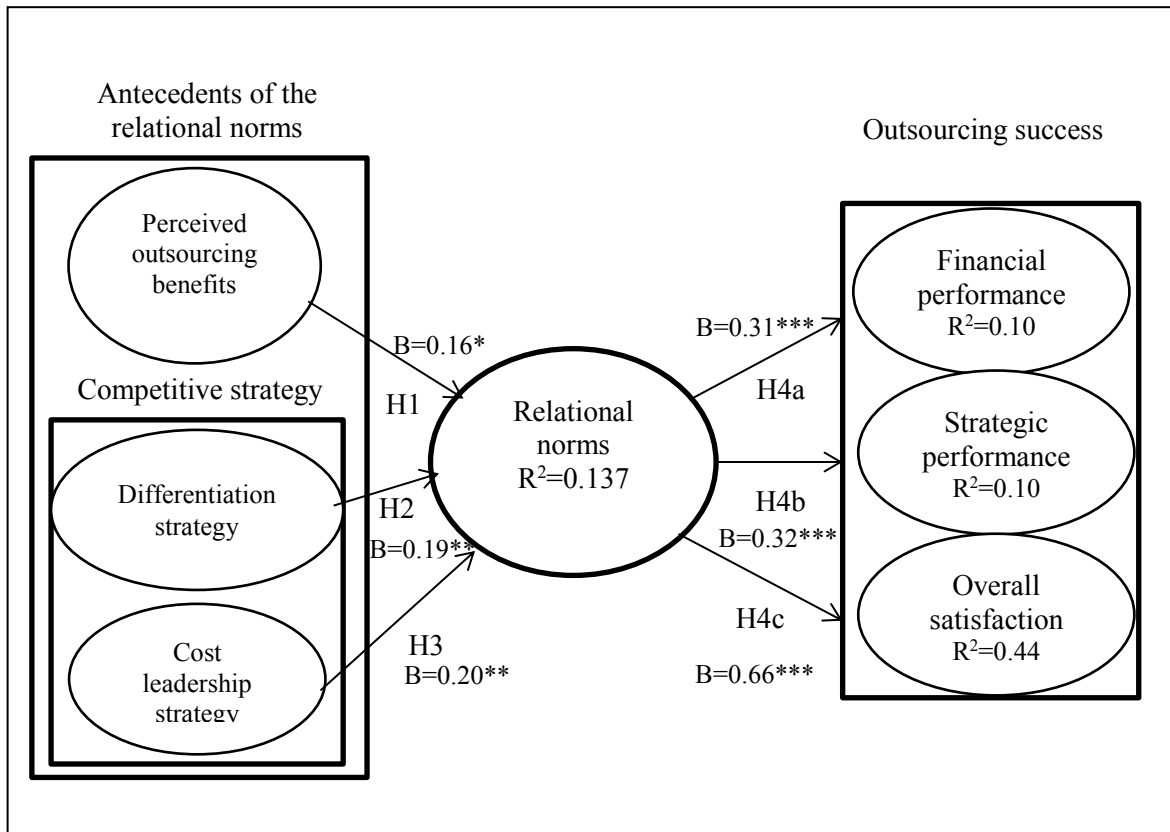 Antecedents of the
relational norms
Perceived
outsourcing
benefits
Competitive strategy
Differentiation
strategy
Cost
leadership
strategy
B=0.16*
H1
H2
B=0.19**
H3
B=0.20**
Relational
norms
R²=0.137
B=0.31***
H4a
H4b
B=0.32***
H4c
B=0.66***
Outsourcing success
Financial
performance
R²=0.10
Strategic
performance
R²=0.10
Overall
satisfaction
R²=0.44